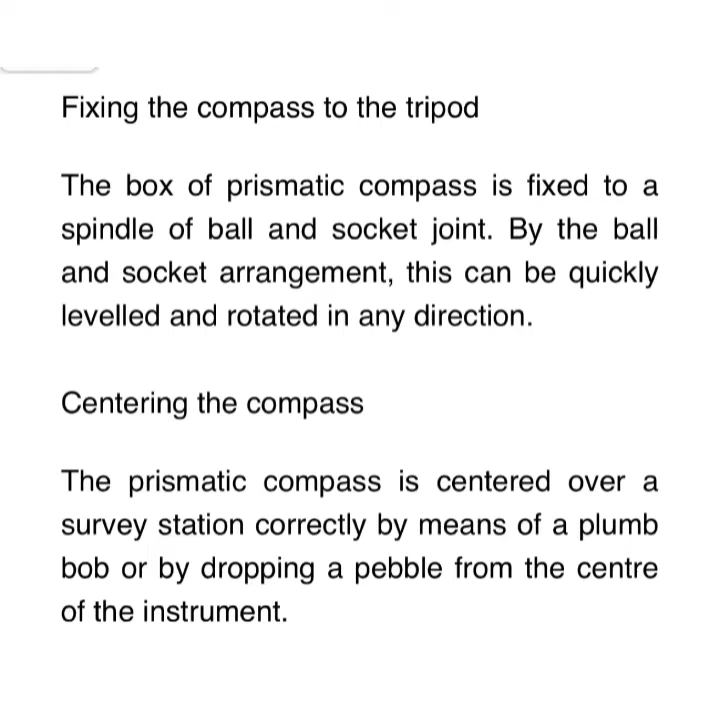 Fixing the compass to the tripod
The box of prismatic compass is fixed to a
spindle of ball and socket joint. By the ball
and socket arrangement, this can be quickly
levelled and rotated in any direction.
Centering the compass
The prismatic compass is centered over a
survey station correctly by means of a plumb
bob or by dropping a pebble from the centre
of the instrument.